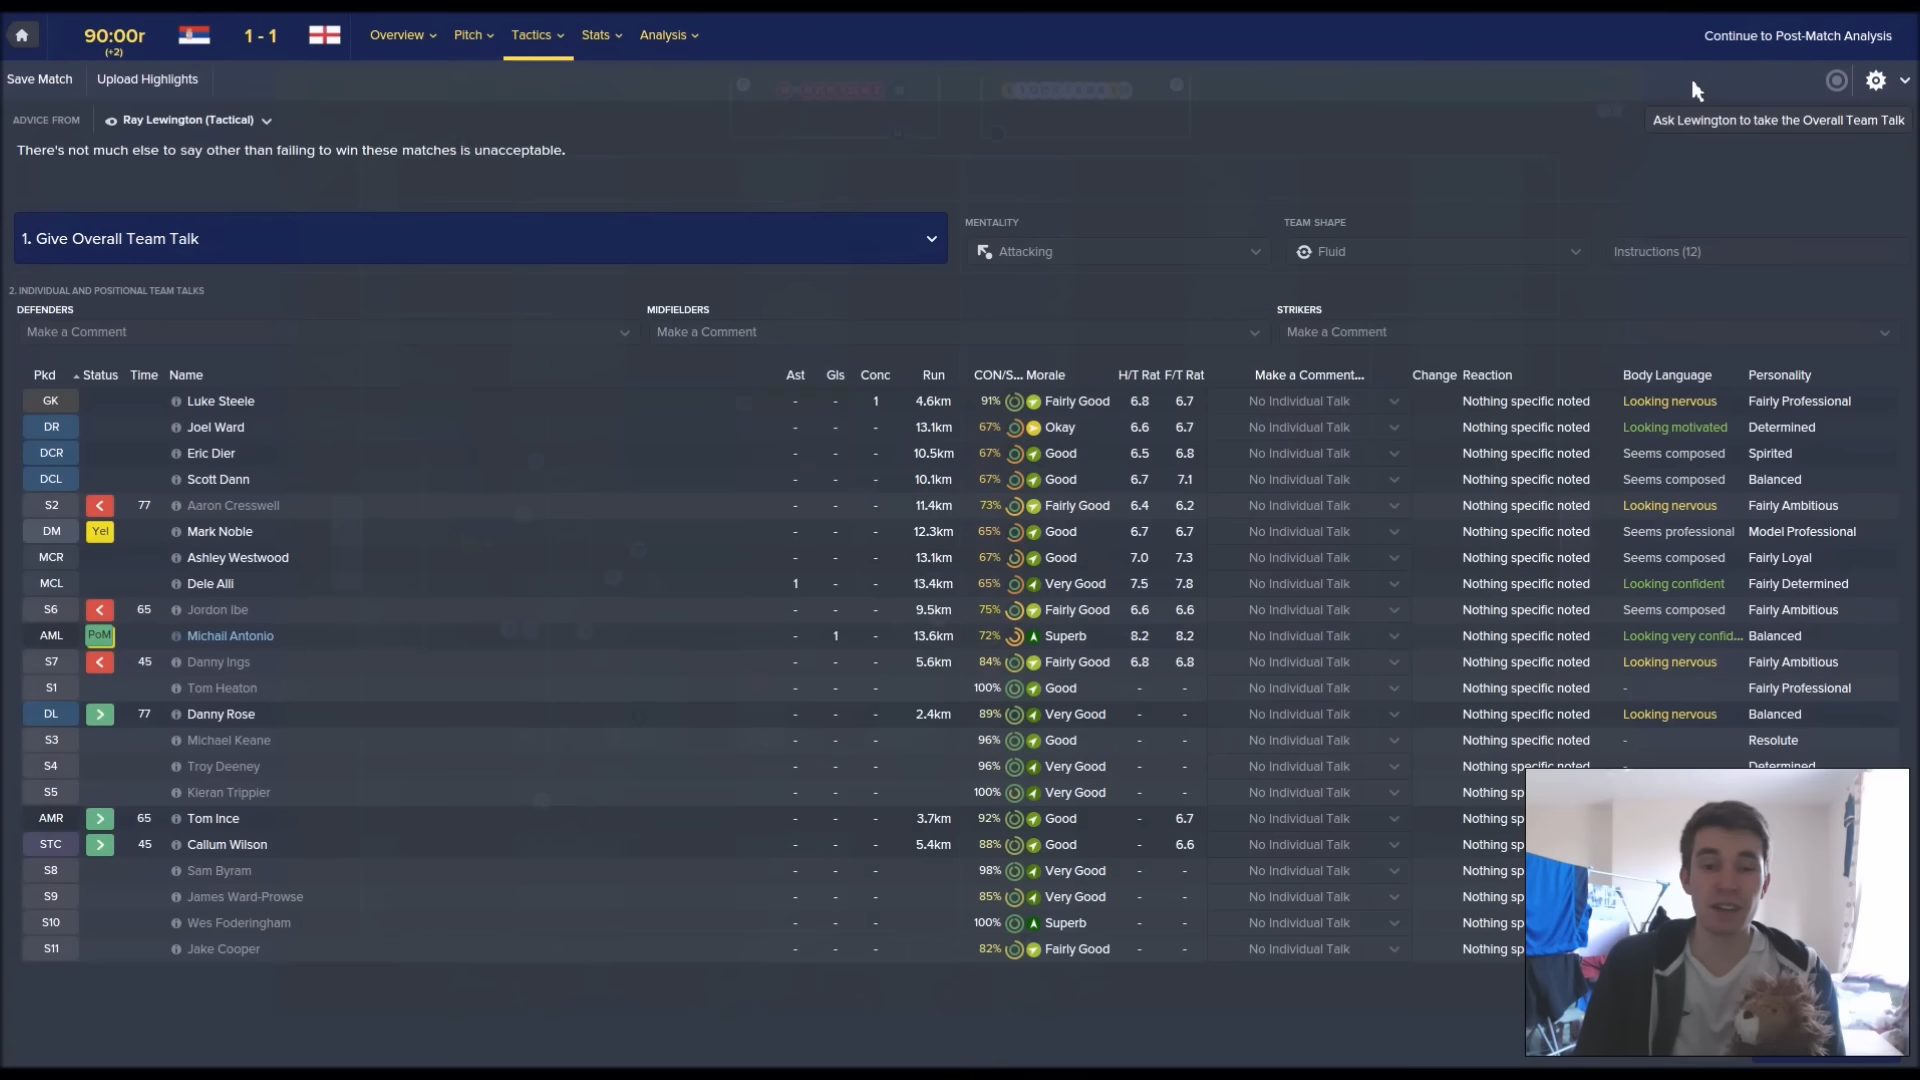 90:00r
(+2)
1 - 1
Overview
Pitch
Tactics
Stats
Analysis
Continue to Post-Match Analysis
Save Match
Upload Highlights
ADVICE FROM
Ray Lewington (Tactical)
Ask Lewington to take the Overall Team Talk
There's not much else to say other than failing to win these matches is unacceptable.
1. Give Overall Team Talk
MENTALITY
Attacking
TEAM SHAPE
Fluid
Instructions (12)
2. INDIVIDUAL AND POSITIONAL TEAM TALKS
DEFENDERS MIDFIELDERS STRIKERS
Make a Comment Make a Comment Make a Comment
Pkd Status Time Name Ast Gls Conc Run CON/S... Morale H/T Rat F/T Rat Make a Comment... Change Reaction Body Language Personality
GK Luke Steele - - 1 4.6km 91% Fairly Good 6.8 6.7 No Individual Talk Nothing specific noted Looking nervous Fairly Professional
DR Joel Ward - - - 13.1km 67% Okay 6.6 6.7 No Individual Talk Nothing specific noted Looking motivated Determined
DCR Eric Dier - - - 10.5km 67% Good 6.5 6.8 No Individual Talk Nothing specific noted Seems composed Spirited
DCL Scott Dann - - - 10.1km 67% Good 6.7 7.1 No Individual Talk Nothing specific noted Seems composed Balanced
S2 < 77 Aaron Cresswell - - - 11.4km 73% Fairly Good 6.4 6.2 No Individual Talk Nothing specific noted Looking nervous Fairly Ambitious
DM Yel Mark Noble - - - 12.3km 65% Good 6.7 6.7 No Individual Talk Nothing specific noted Seems professional Model Professional
MCR Ashley Westwood - - - 13.1km 67% Good 7.0 7.3 No Individual Talk Nothing specific noted Seems composed Fairly Loyal
MCL Dele Alli 1 - - 13.4km 65% Very Good 7.5 7.8 No Individual Talk Nothing specific noted Looking confident Fairly Determined
S6 < 65 Jordon Ibe - - - 9.5km 75% Fairly Good 6.6 6.6 No Individual Talk Nothing specific noted Seems composed Fairly Ambitious
AML PoM Michail Antonio - 1 - 13.6km 72% Superb 8.2 8.2 No Individual Talk Nothing specific noted Looking very confid... Balanced
S7 < 45 Danny Ings - - - 5.6km 84% Fairly Good 6.8 6.8 No Individual Talk Nothing specific noted Looking nervous Fairly Ambitious
S1 Tom Heaton - - - 100% Good - - No Individual Talk Nothing specific noted - Fairly Professional
DL > 77 Danny Rose - - - 2.4km 89% Very Good - - No Individual Talk Nothing specific noted Looking nervous Balanced
S3 Michael Keane - - - 96% Good - - No Individual Talk Nothing specific noted - Resolute
S4 Troy Deeney - - - 96% Very Good - - No Individual Talk Nothing specific noted - Determined
S5 Kieran Trippier - - - 100% Very Good - - No Individual Talk Nothing sp
AMR > 65 Tom Ince - - - 3.7km 92% Good - 6.7 No Individual Talk Nothing sp
STC > 45 Callum Wilson - - - 5.4km 88% Good - 6.6 No Individual Talk Nothing sp
S8 Sam Byram - - - 98% Very Good - - No Individual Talk Nothing sp
S9 James Ward-Prowse - - - 85% Very Good - - No Individual Talk Nothing sp
S10 Wes Foderingham - - - 100% Superb - - No Individual Talk Nothing sp
S11 Jake Cooper - - - 82% Fairly Good - - No Individual Talk Nothing sp